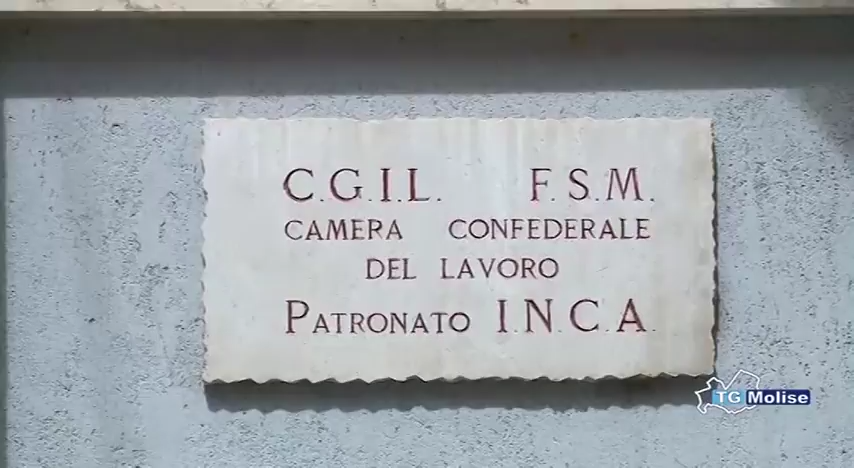 C.G.I.L. F.S.M.
CAMERA CONFEDERALE
DEL LAVORO
PATRONATO I.N.C.A.
TG Molise